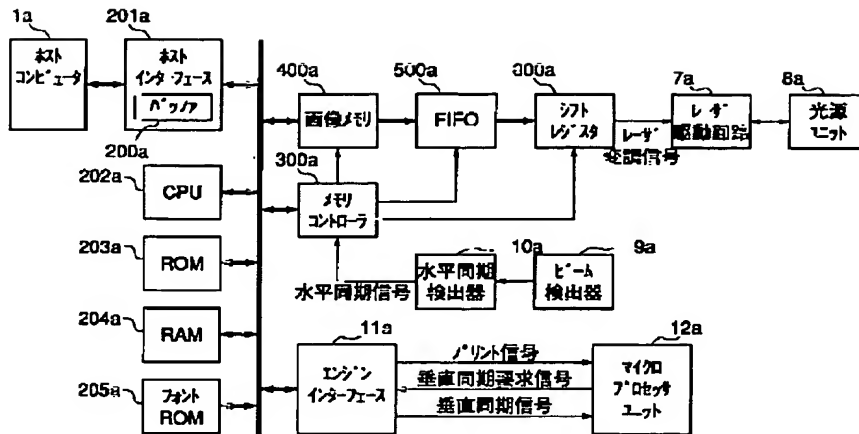 1a
201a
ホスト
コンピュータ
ホスト
インターフェース
バッファ
200a
400a
画像メモリ
500a
FIFO
600a
シフト
レジスタ
レーザ
変調信号
7a
レーザ
駆動回路
8a
光源
ユニット
300a
メモリ
コントローラ
202a
CPU
203a
ROM
204a
RAM
205a
フォント
ROM
水平同期信号
10a
水平同期
検出器
9a
ビーム
検出器
11a
エンジン
インターフェース
プリント信号
垂直同期要求信号
垂直同期信号
12a
マイクロ
プロセッサ
ユニット